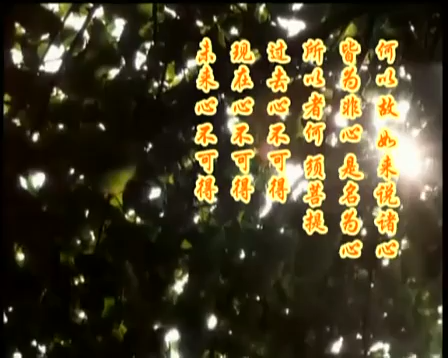 何以故如来说诸心
皆为非心是名为心
所以者何须菩提
过去心不可得
现在心不可得
未来心不可得